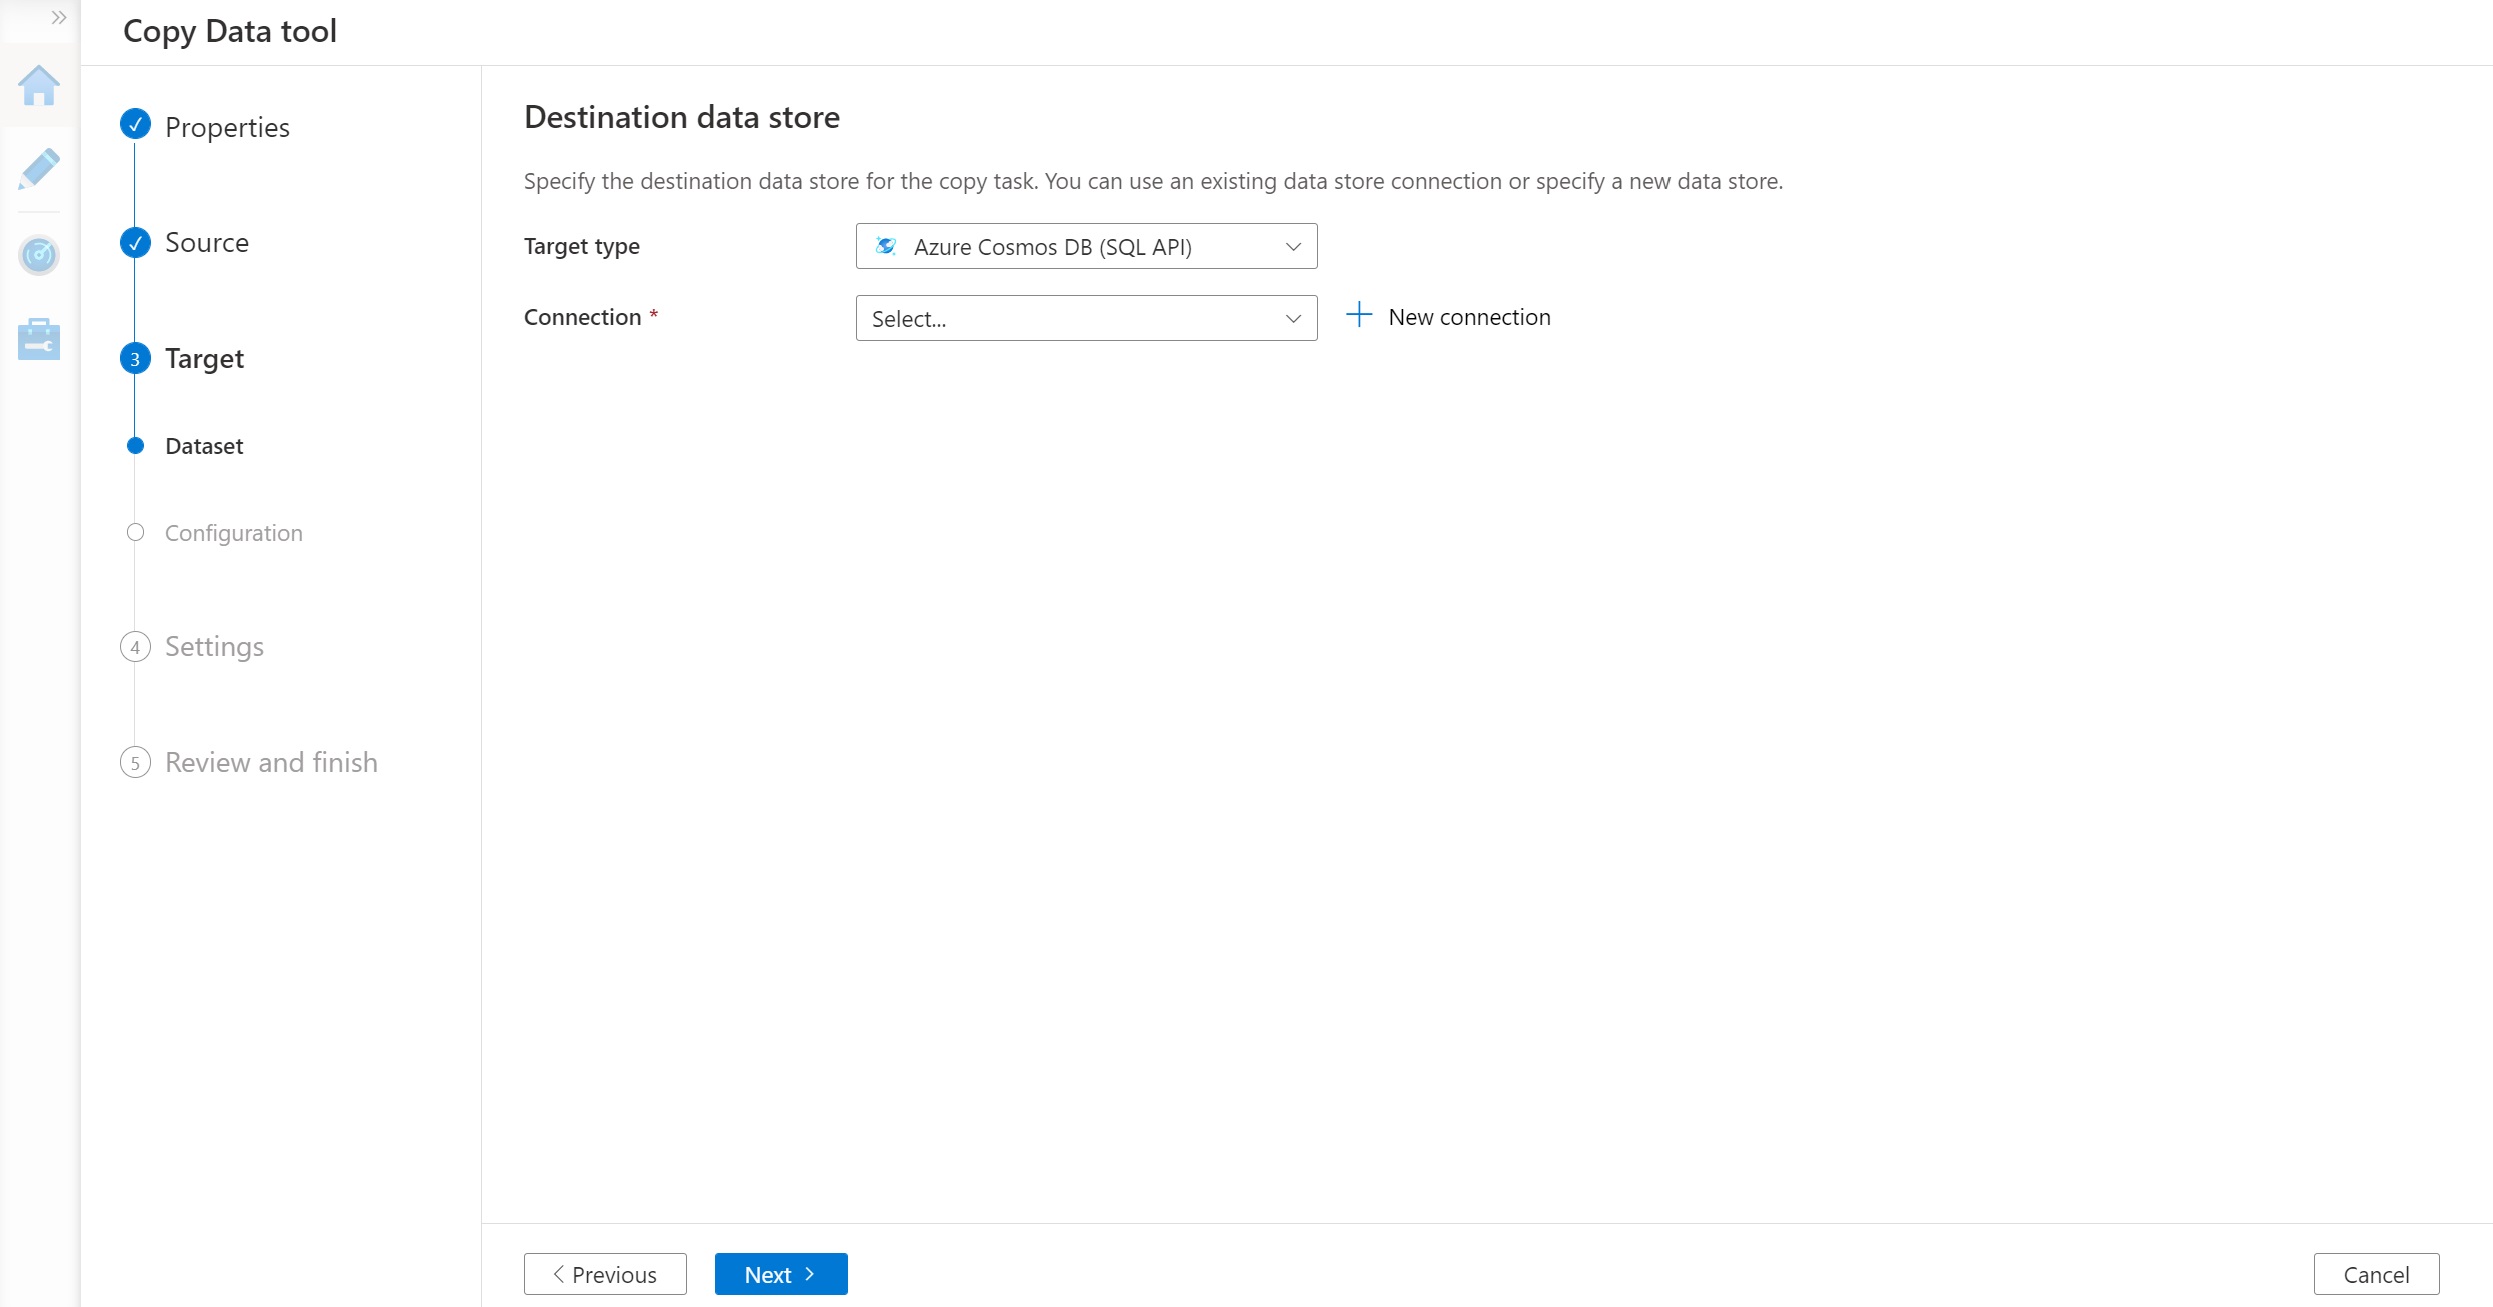 Copy Data tool
Properties
Source
3 Target
Dataset
Configuration
4 Settings
5 Review and finish
Destination data store
Specify the destination data store for the copy task. You can use an existing data store connection or specify a new data store.
Target type
Azure Cosmos DB (SQL API)
Connection *
Select...
New connection
Previous
Next
Cancel